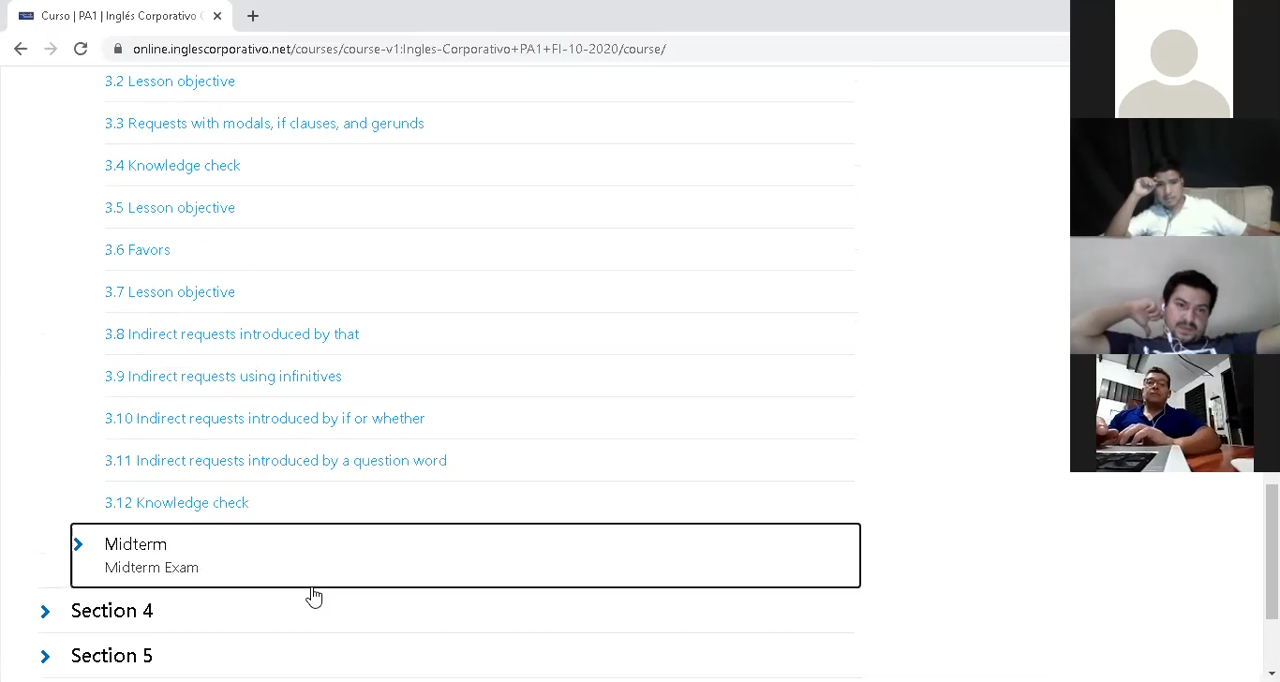 Curso | PA1 | Inglés Corporativo
online.inglescorporativo.net/courses/course-v1:Ingles-Corporativo+PA1+FI-10-2020/course/
3.2 Lesson objective
3.3 Requests with modals, if clauses, and gerunds
3.4 Knowledge check
3.5 Lesson objective
3.6 Favors
3.7 Lesson objective
3.8 Indirect requests introduced by that
3.9 Indirect requests using infinitives
3.10 Indirect requests introduced by if or whether
3.11 Indirect requests introduced by a question word
3.12 Knowledge check
Midterm
Midterm Exam
Section 4
Section 5